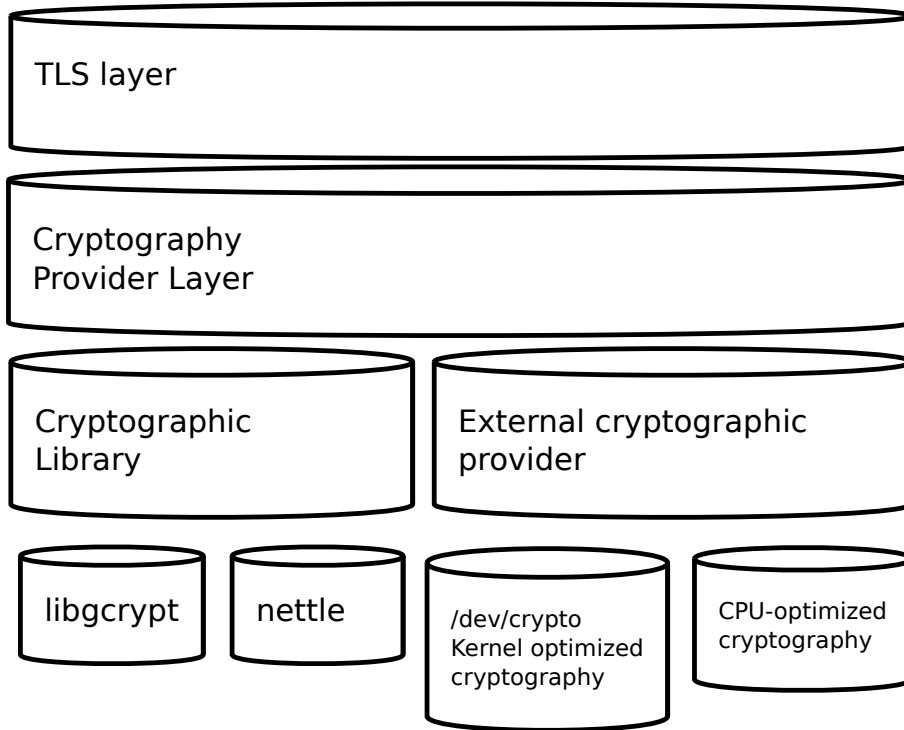 TLS layer
Cryptography
Provider Layer
Cryptographic
Library
External cryptographic
provider
libgcrypt
nettle
/dev/crypto
Kernel optimized
cryptography
CPU-optimized
cryptography